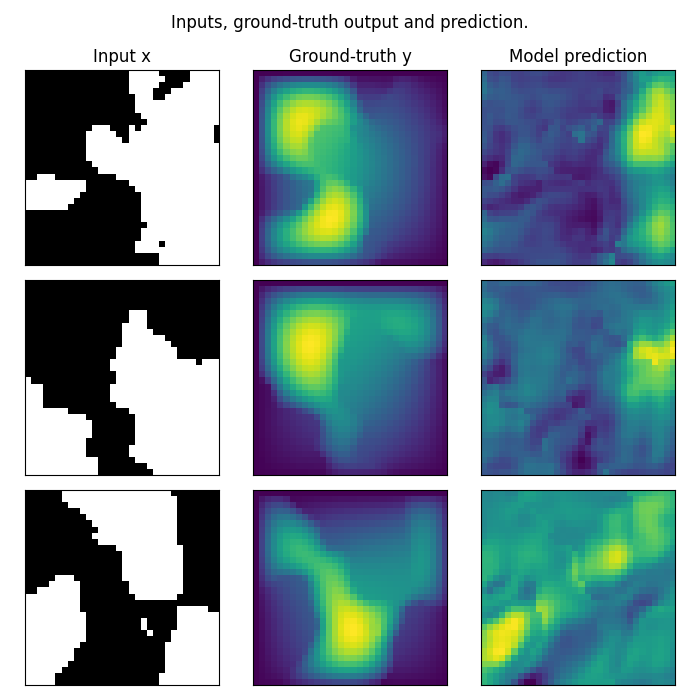 Inputs, ground-truth output and prediction.
Input x
Ground-truth y
Model prediction